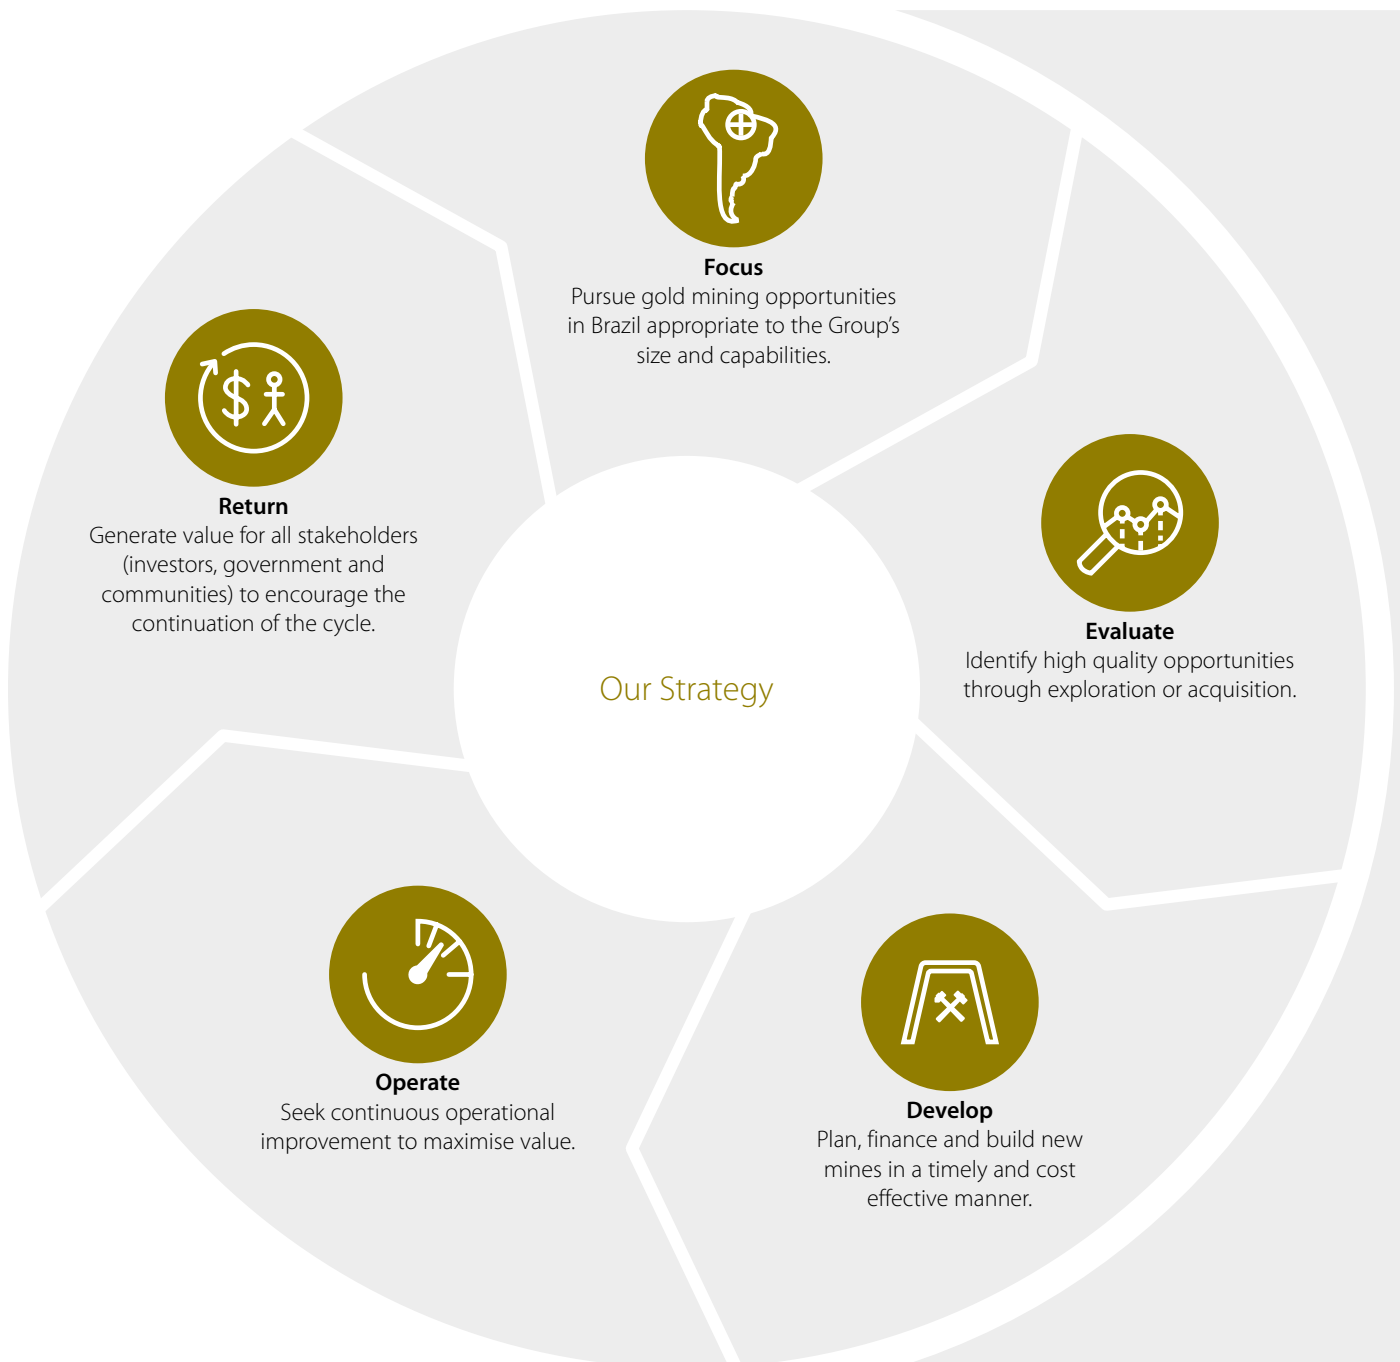 Focus
Pursue gold mining opportunities
in Brazil appropriate to the Group’s
size and capabilities.
Evaluate
Identify high quality opportunities
through exploration or acquisition.
Develop
Plan, finance and build new
mines in a timely and cost
effective manner.
Operate
Seek continuous operational
improvement to maximise value.
Return
Generate value for all stakeholders
(investors, government and
communities) to encourage the
continuation of the cycle.
Our Strategy